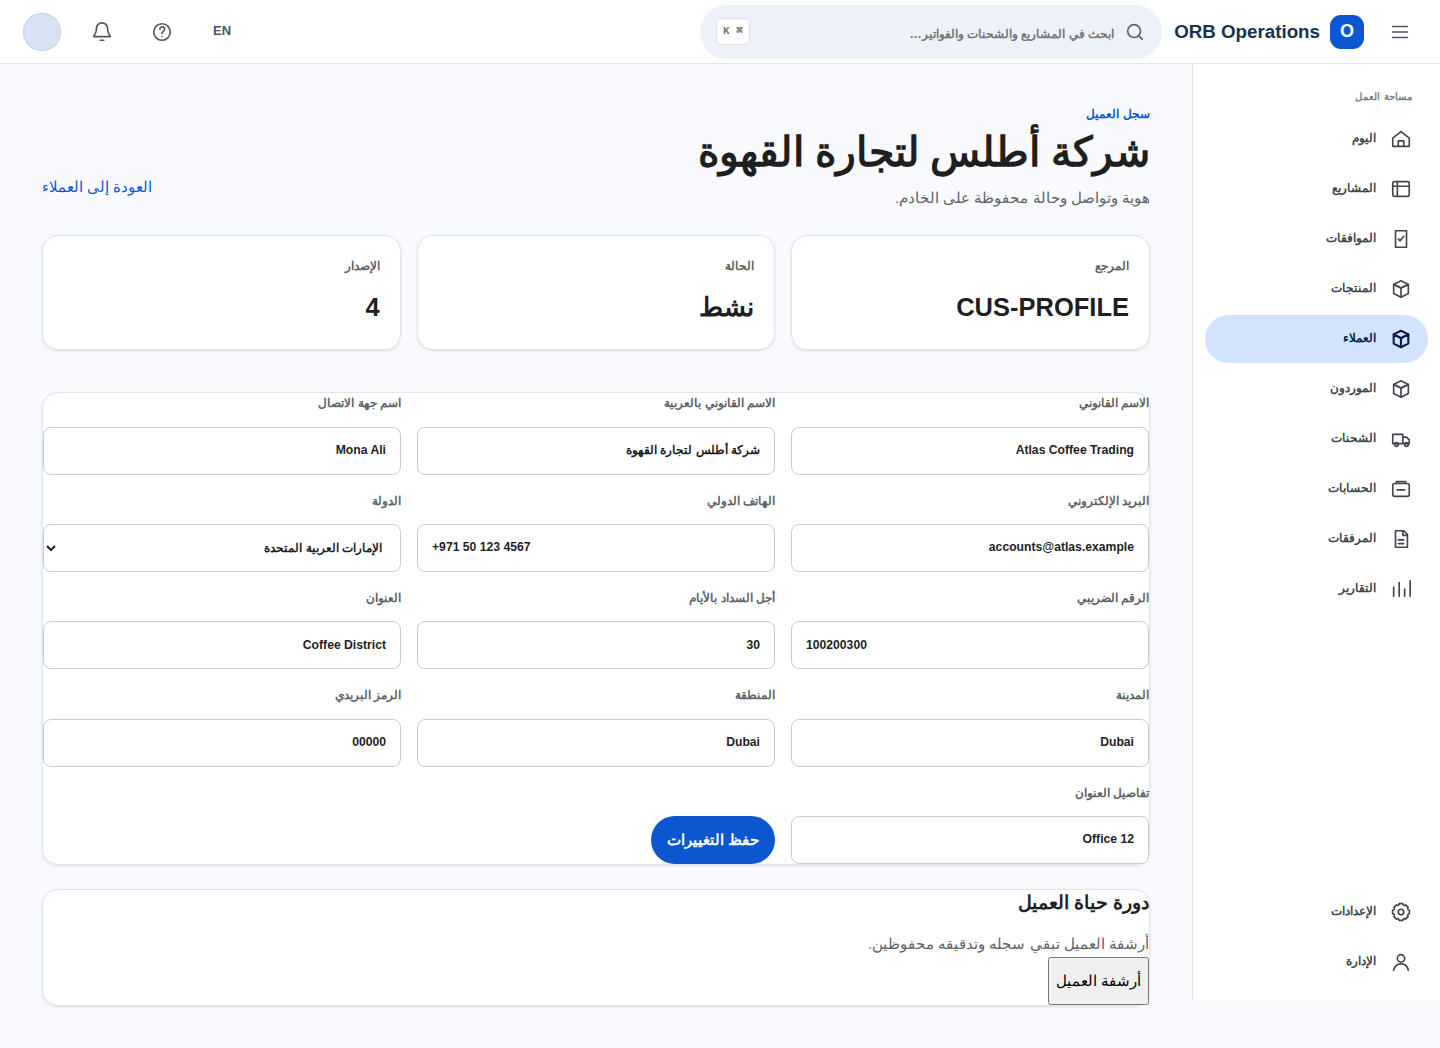 ORB Operations
O
ابحث في المشاريع والشحنات والفواتير...
⌘ K
EN
مساحة العمل
اليوم
المشاريع
الموافقات
المنتجات
العملاء
الموردون
الشحنات
الحسابات
المرفقات
التقارير
الإعدادات
الإدارة
سجل العميل
شركة أطلس لتجارة القهوة
هوية وتواصل وحالة محفوظة على الخادم.
العودة إلى العملاء
المرجع
CUS-PROFILE
الحالة
نشط
الإصدار
4
الاسم القانوني
Atlas Coffee Trading
الاسم القانوني بالعربية
شركة أطلس لتجارة القهوة
اسم جهة الاتصال
Mona Ali
البريد الإلكتروني
accounts@atlas.example
الهاتف الدولي
+971 50 123 4567
الدولة
الإمارات العربية المتحدة
الرقم الضريبي
100200300
أجل السداد بالأيام
30
العنوان
Coffee District
المدينة
Dubai
المنطقة
Dubai
الرمز البريدي
00000
تفاصيل العنوان
Office 12
حفظ التغييرات
دورة حياة العميل
أرشفة العميل تبقي سجله وتدقيقه محفوظين.
أرشفة العميل